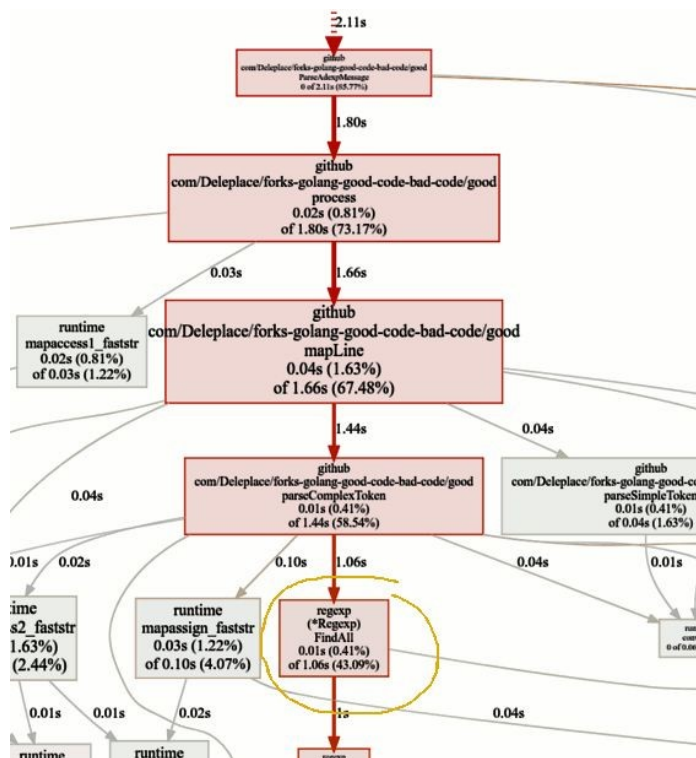 2.11s
github
com/Deleplace/forks-golang-good-code-bad-code/good
ParseAdexpMessage
0 of 2.11s (85.77%)
1.80s
github
com/Deleplace/forks-golang-good-code-bad-code/good
process
0.02s (0.81%)
of 1.80s (73.17%)
0.03s
1.66s
runtime
mapaccess1_faststr
0.02s (0.81%)
of 0.03s (1.22%)
github
com/Deleplace/forks-golang-good-code-bad-code/good
mapLine
0.04s (1.63%)
of 1.66s (67.48%)
1.44s
0.04s
0.04s
github
com/Deleplace/forks-golang-good-code-bad-code/good
parseComplexToken
0.01s (0.41%)
of 1.44s (58.54%)
github
com/Deleplace/forks-golang-good-co
parseSimpleToken
0.01s (0.41%)
of 0.04s (1.63%)
0.01s
0.02s
0.10s
1.06s
0.04s
0.01s
ime
s2_faststr
1.63%)
2.44%)
runtime
mapassign_faststr
0.03s (1.22%)
of 0.10s (4.07%)
regexp
(*Regexp)
FindAll
0.01s (0.41%)
of 1.06s (43.09%)
0.01s
0.01s
0.02s
1s
0.04s
runtime
runtime